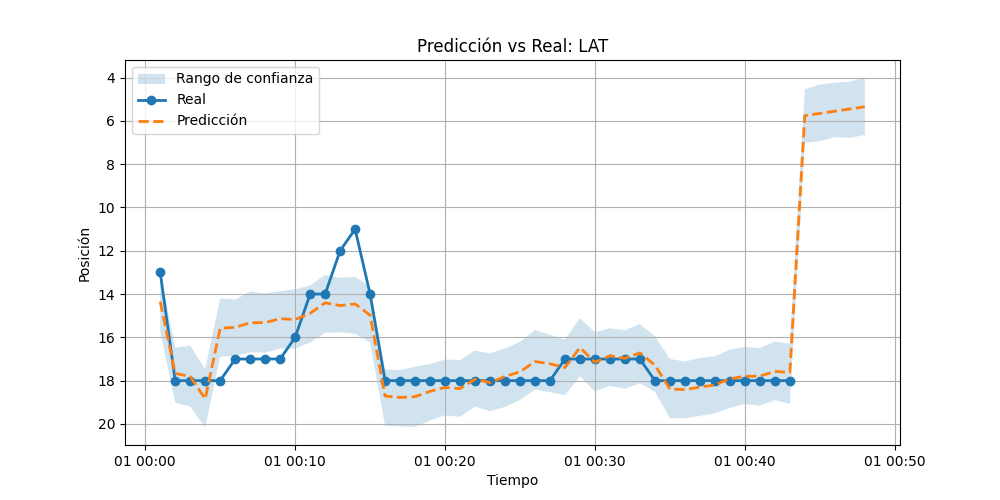 Predicción vs Real: LAT
Rango de confianza
Real
Predicción
Posición
4
6
8
10
12
14
16
18
20
01 00:00
01 00:10
01 00:20
01 00:30
01 00:40
01 00:50
Tiempo